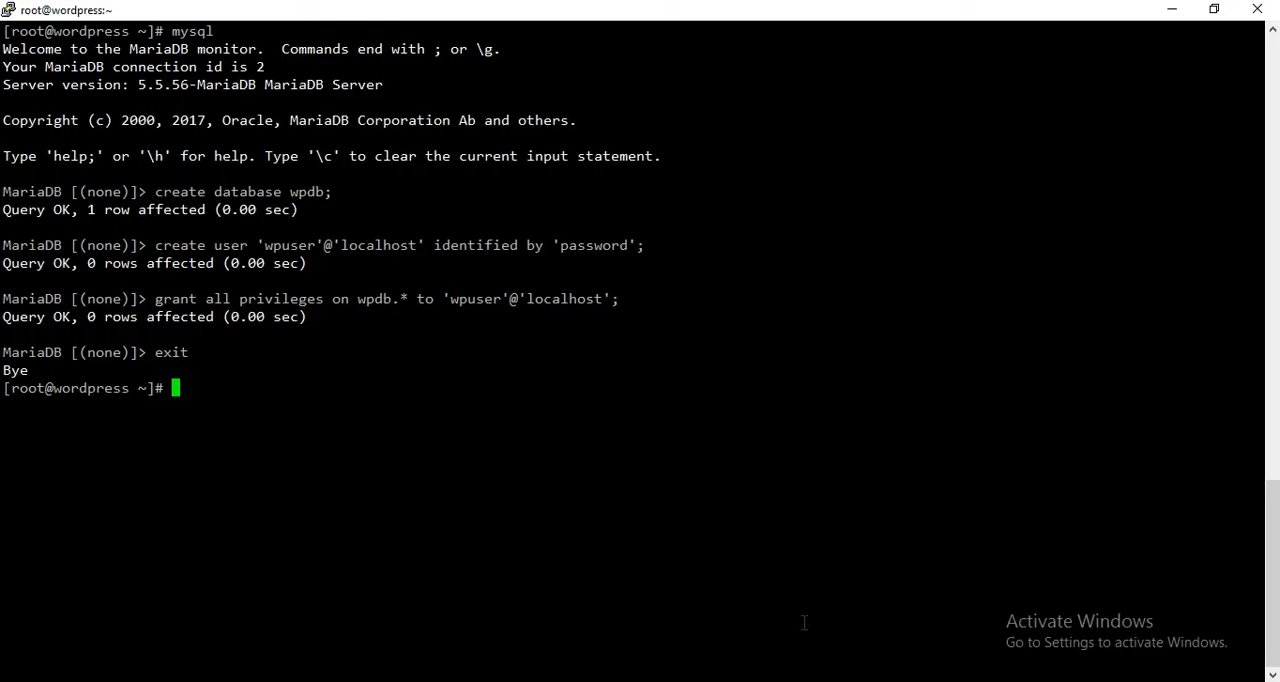 root@wordpress:~
[root@wordpress ~]# mysql
Welcome to the MariaDB monitor.  Commands end with ; or \g.
Your MariaDB connection id is 2
Server version: 5.5.56-MariaDB MariaDB Server
Copyright (c) 2000, 2017, Oracle, MariaDB Corporation Ab and others.
Type 'help;' or '\h' for help. Type '\c' to clear the current input statement.
MariaDB [(none)]> create database wpdb;
Query OK, 1 row affected (0.00 sec)
MariaDB [(none)]> create user 'wpuser'@'localhost' identified by 'password';
Query OK, 0 rows affected (0.00 sec)
MariaDB [(none)]> grant all privileges on wpdb.* to 'wpuser'@'localhost';
Query OK, 0 rows affected (0.00 sec)
MariaDB [(none)]> exit
Bye
[root@wordpress ~]#
Activate Windows
Go to Settings to activate Windows.